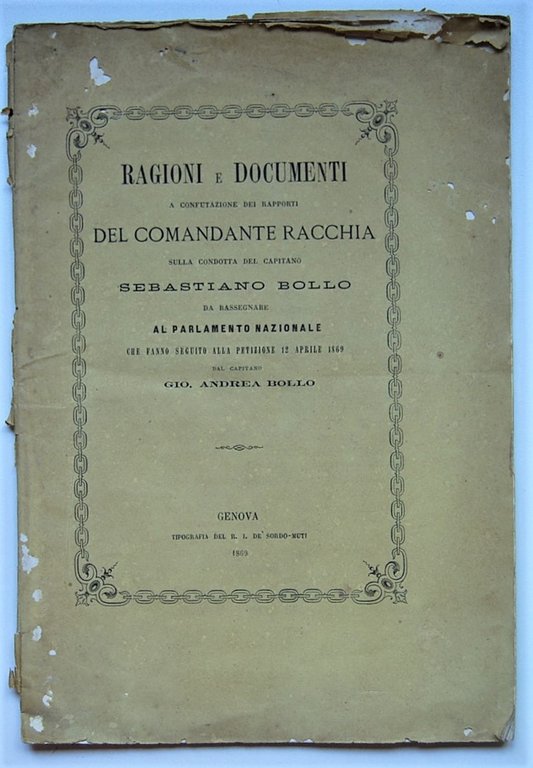 RAGIONI E DOCUMENTI
A CONFUTAZIONE DEI RAPPORTI
DEL COMANDANTE RACCHIA
SULLA CONDOTTA DEL CAPITANO
SEBASTIANO BOLLO
DA RASSEGNARE
AL PARLAMENTO NAZIONALE
CHE FANNO SEGUITO ALLA PETIZIONE 12 APRILE 1869
DAL CAPITANO
GIO. ANDREA BOLLO
GENOVA
TIPOGRAFIA DEL R. I. DE' SORDO-MUTI
1869